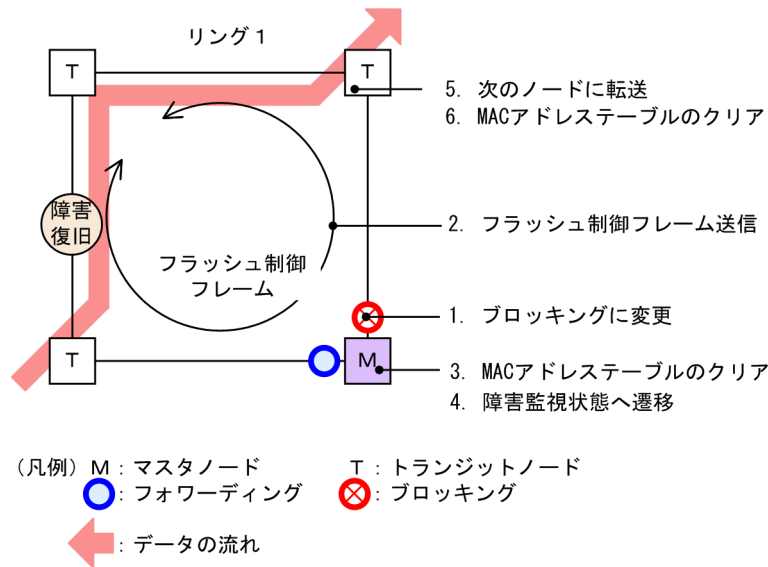 リング1
T
T
5. 次のノードに転送
6. MACアドレステーブルのクリア
障害
復旧
2. フラッシュ制御フレーム送信
フラッシュ制御
フレーム
1. ブロッキングに変更
T
M
3. MACアドレステーブルのクリア
4. 障害監視状態へ遷移
(凡例) M : マスタノード T : トランジットノード
: フォワーディング : ブロッキング
: データの流れ